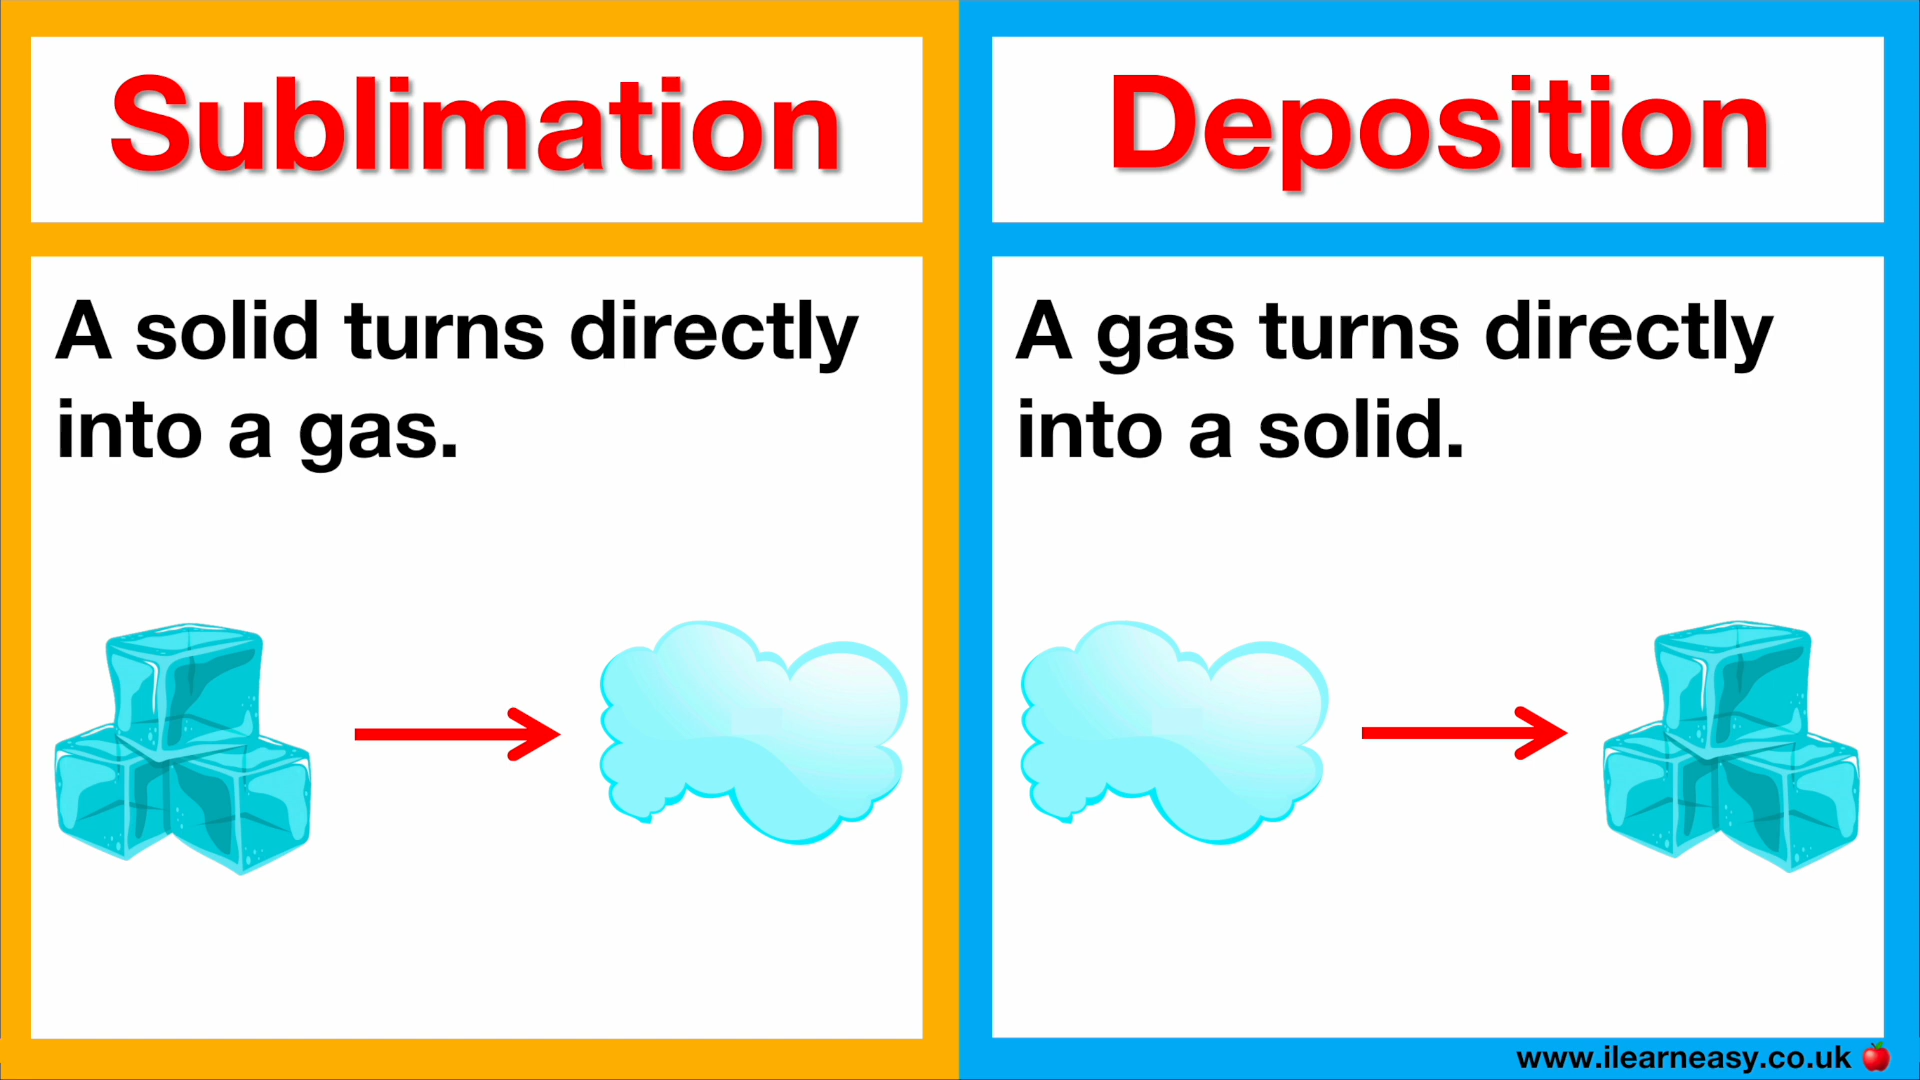 Sublimation
A solid turns directly
into a gas.
Deposition
A gas turns directly
into a solid.
www.ilearneasy.co.uk